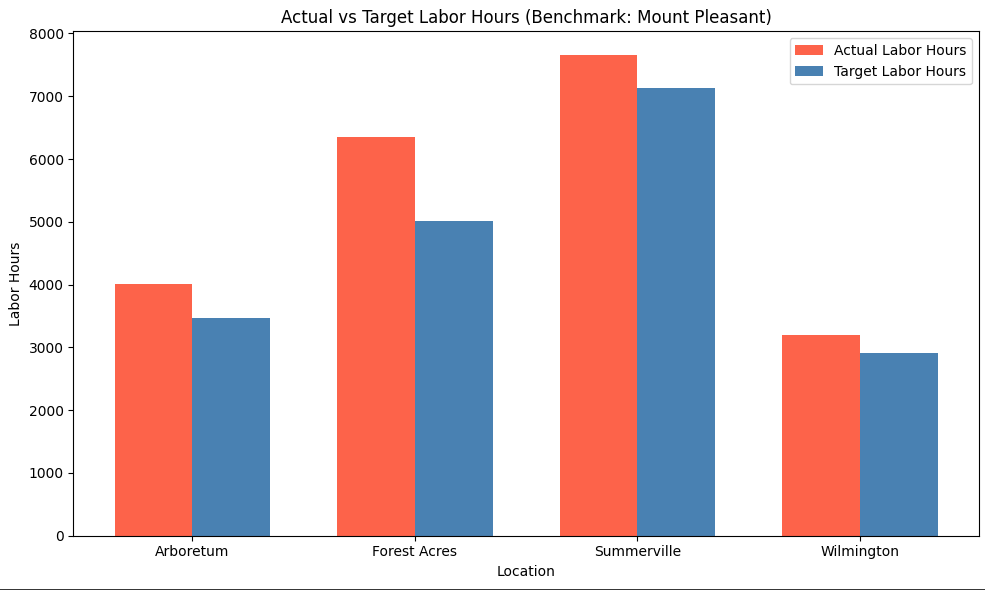 Actual vs Target Labor Hours (Benchmark: Mount Pleasant)
Actual Labor Hours
Target Labor Hours
8000
7000
6000
5000
4000
3000
2000
1000
0
Labor Hours
Arboretum
Forest Acres
Summerville
Wilmington
Location